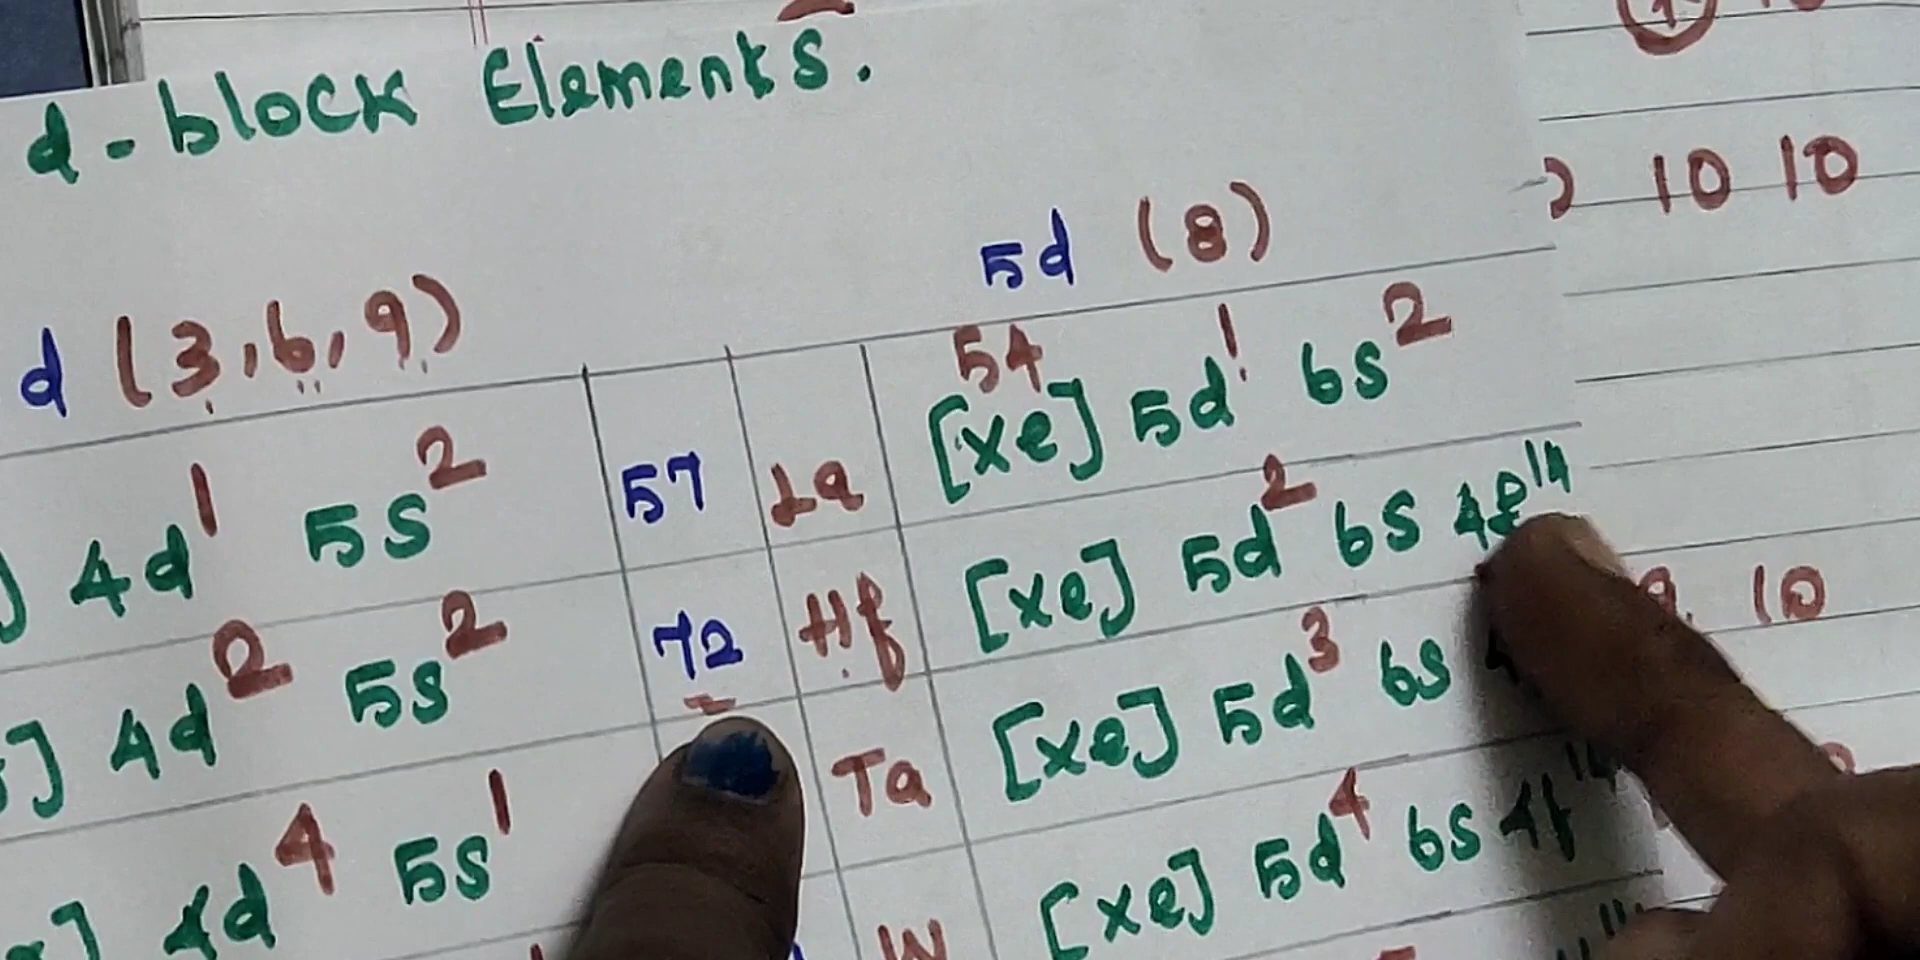 d-block Elements.
10 10
d (3,6,9) 5d (8)
54
4d¹ 5s² 57 La [Xe] 5d¹ 6s²
] 4d² 5s² 72 Hf [Xe] 5d² 6s 4f¹⁴
10
] 4d⁴ 5s¹ Ta [Xe] 5d³ 6s
W [Xe] 5d⁴ 6s 4f¹⁴